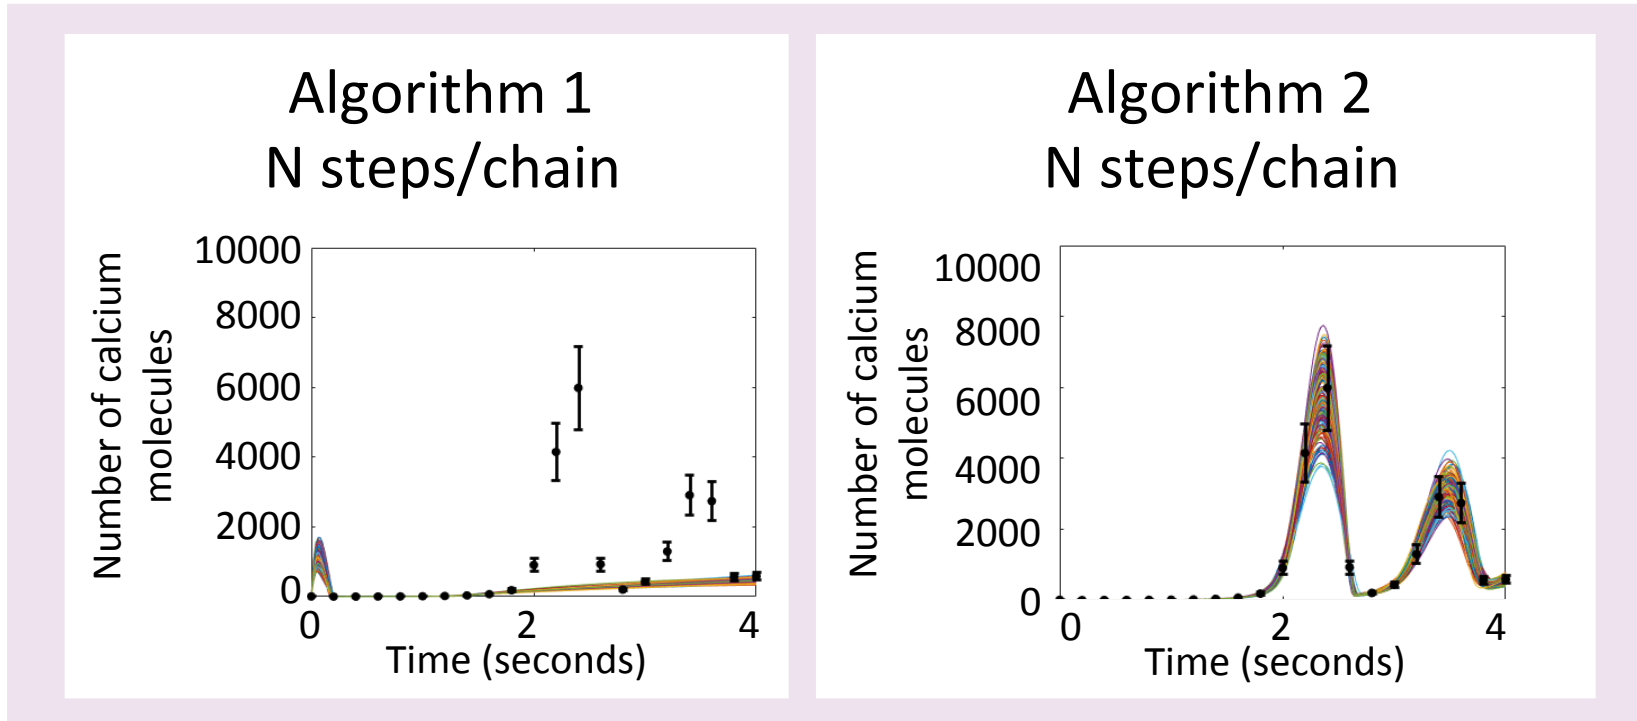 Algorithm 1
N steps/chain
Number of calcium
molecules
10000
8000
6000
4000
2000
0
0 2 4
Time (seconds)
Algorithm 2
N steps/chain
Number of calcium
molecules
10000
8000
6000
4000
2000
0
0 2 4
Time (seconds)